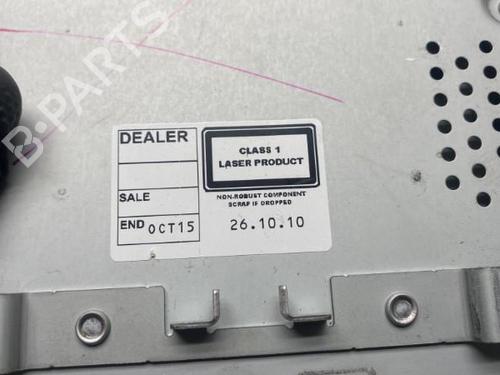 B-PARTS
DEALER
SALE
END OCT15
CLASS 1
LASER PRODUCT
NON-ROBUST COMPONENT
SCRAP IF DROPPED
26.10.10